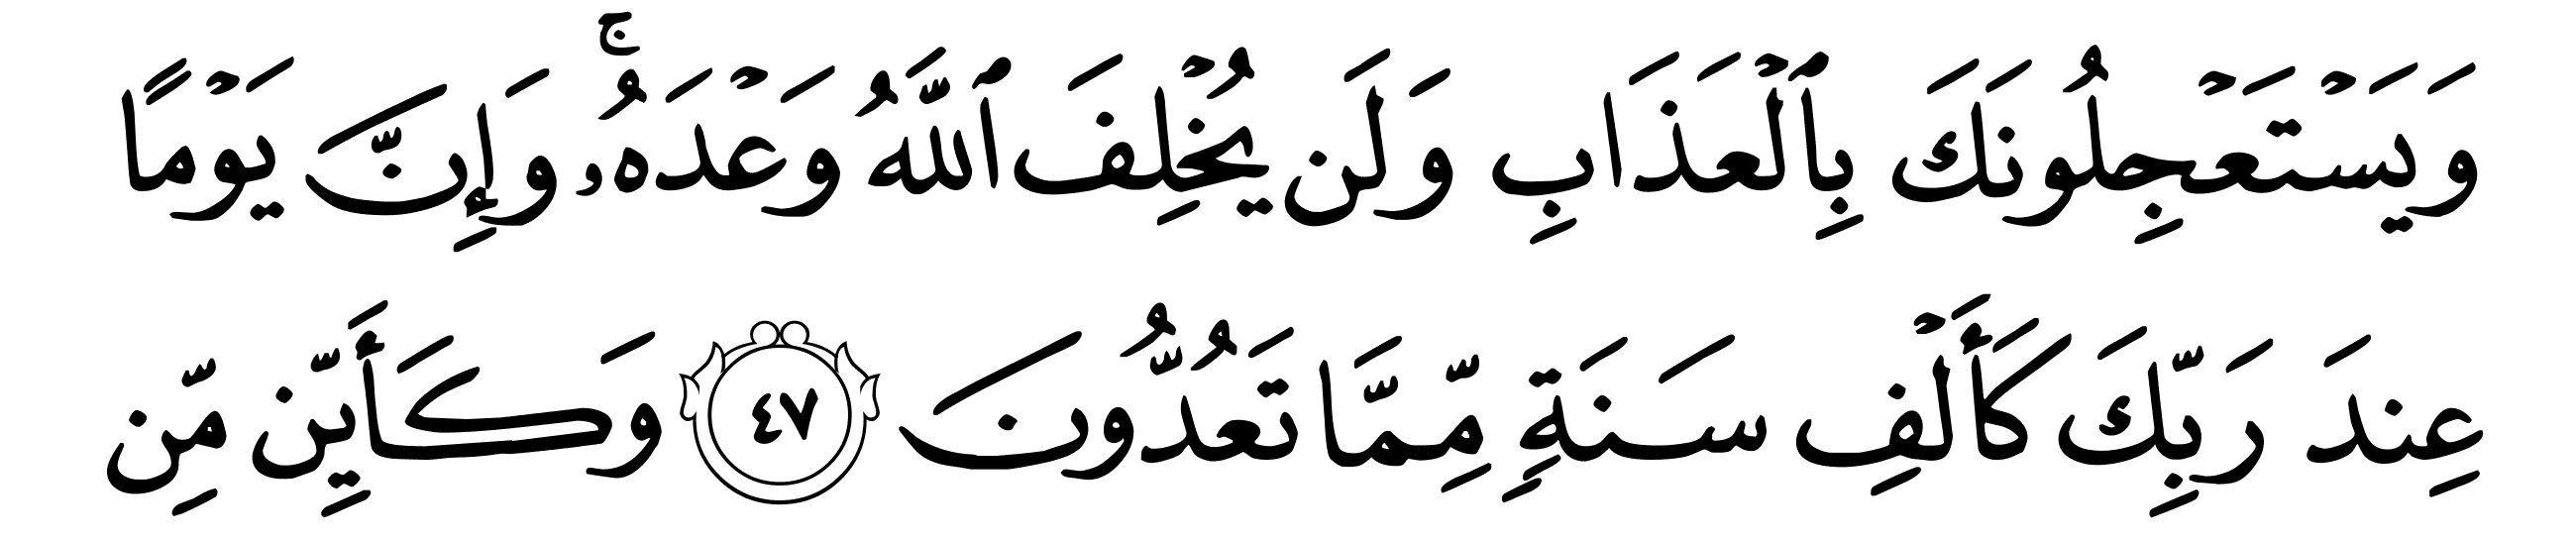 وَيَسۡتَعۡجِلُونَكَ بِٱلۡعَذَابِ وَلَن يُخۡلِفَ ٱللَّهُ وَعۡدَهُۥۚ وَإِنَّ يَوۡمًا
عِندَ رَبِّكَ كَأَلۡفِ سَنَةٖ مِّمَّا تَعُدُّونَ ٤٧ وَكَأَيِّن مِّن